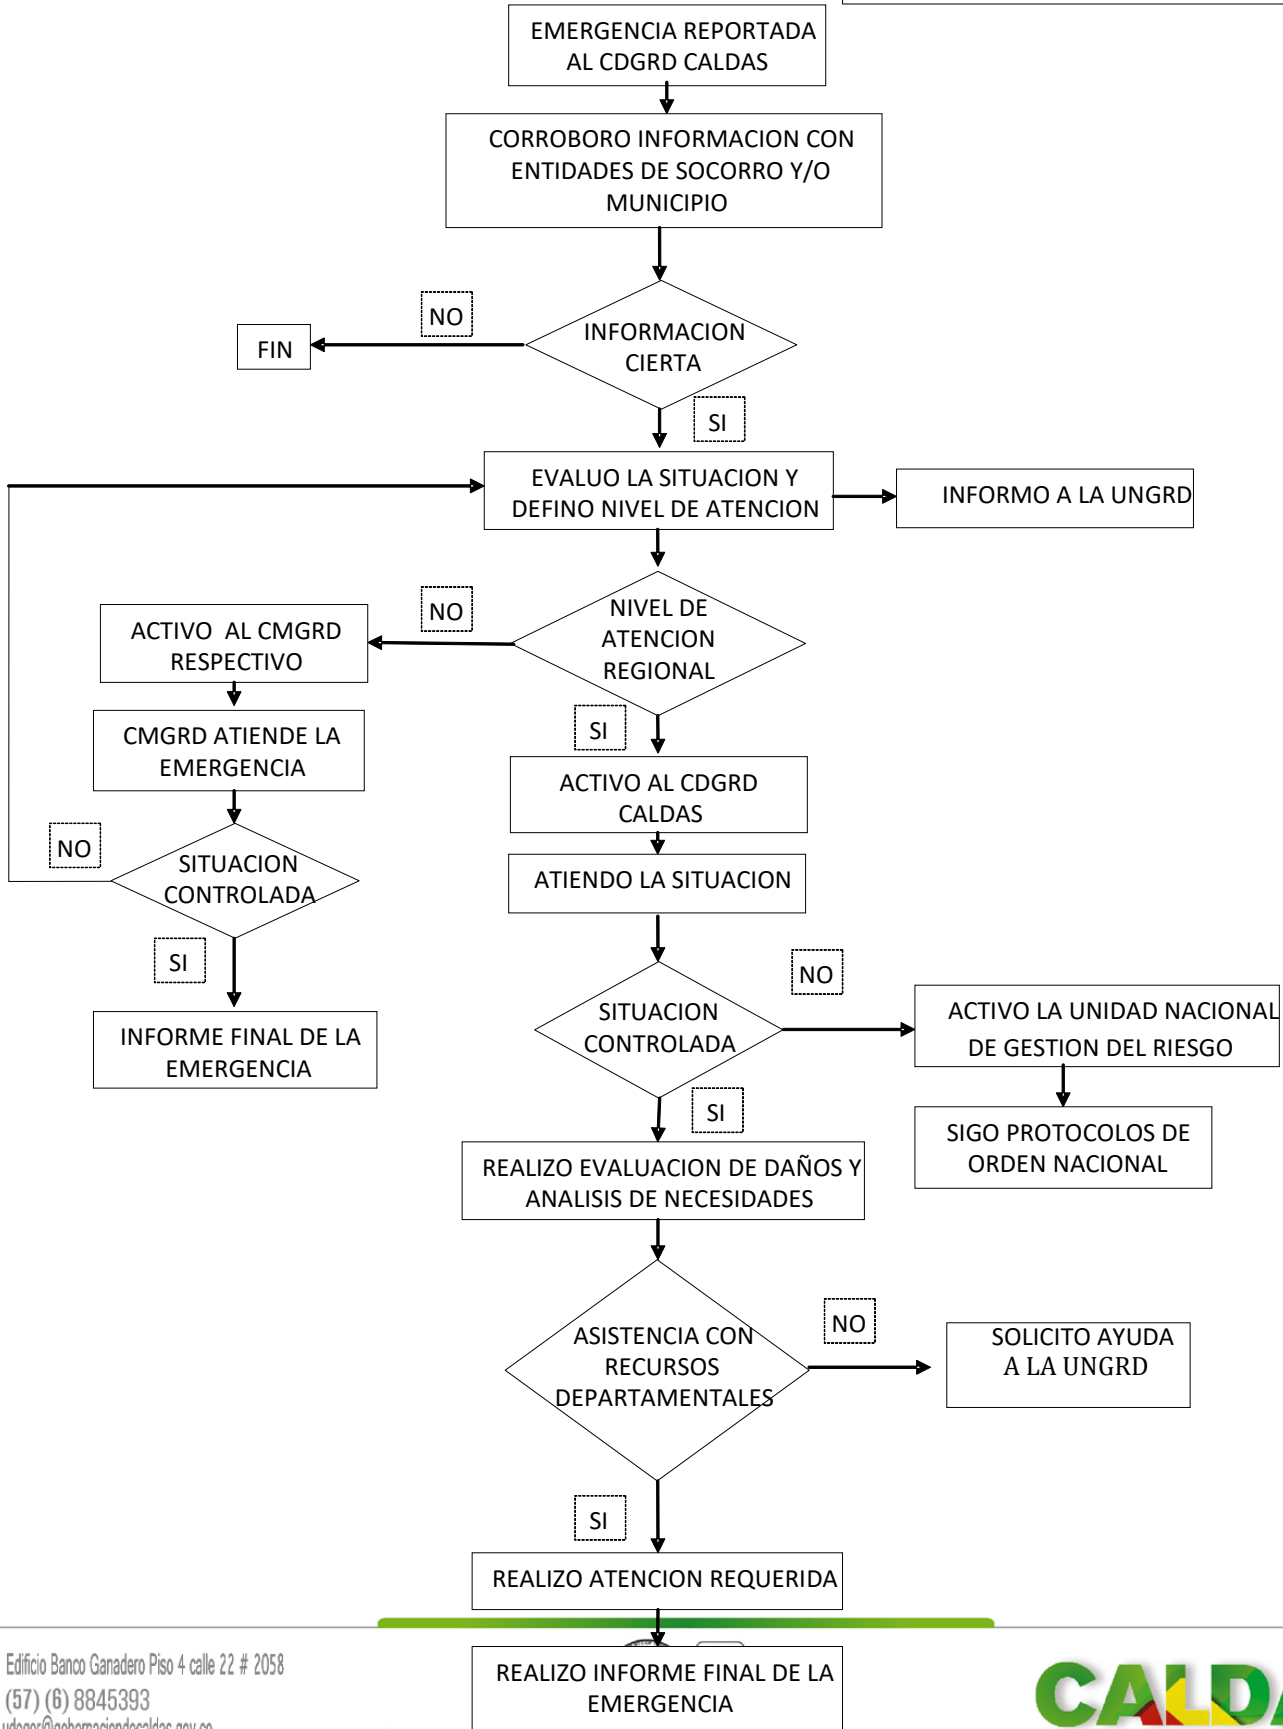 EMERGENCIA REPORTADA
AL CDGRD CALDAS
CORROBORO INFORMACION CON
ENTIDADES DE SOCORRO Y/O
MUNICIPIO
NO
INFORMACION
CIERTA
FIN
SI
EVALUO LA SITUACION Y
DEFINO NIVEL DE ATENCION
INFORMO A LA UNGRD
NO
NIVEL DE
ATENCION
REGIONAL
ACTIVO AL CMGRD
RESPECTIVO
SI
CMGRD ATIENDE LA
EMERGENCIA
ACTIVO AL CDGRD
CALDAS
NO
SITUACION
CONTROLADA
ATIENDO LA SITUACION
SI
NO
SITUACION
CONTROLADA
ACTIVO LA UNIDAD NACIONAL
DE GESTION DEL RIESGO
INFORME FINAL DE LA
EMERGENCIA
SI
SIGO PROTOCOLOS DE
ORDEN NACIONAL
REALIZO EVALUACION DE DAÑOS Y
ANALISIS DE NECESIDADES
NO
ASISTENCIA CON
RECURSOS
DEPARTAMENTALES
SOLICITO AYUDA
A LA UNGRD
SI
REALIZO ATENCION REQUERIDA
REALIZO INFORME FINAL DE LA
EMERGENCIA
Edificio Banco Ganadero Piso 4 calle 22 # 2058
(57) (6) 8845393
CALDA